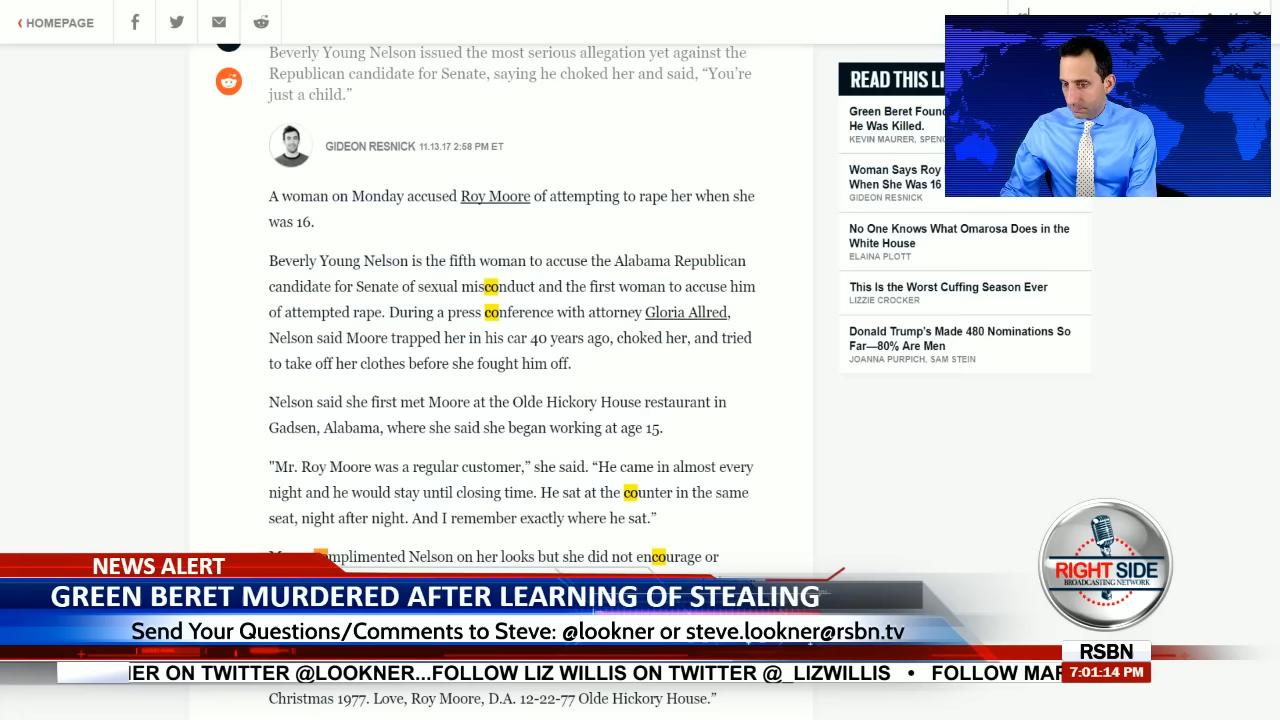 HOMEPAGE
Beverly Young Nelson issued the most serious allegation yet against the
Republican candidate for Senate, saying he choked her and said, “You’re
just a child.”
GIDEON RESNICK 11.13.17 2:58 PM ET
A woman on Monday accused Roy Moore of attempting to rape her when she
was 16.
Beverly Young Nelson is the fifth woman to accuse the Alabama Republican
candidate for Senate of sexual misconduct and the first woman to accuse him
of attempted rape. During a press conference with attorney Gloria Allred,
Nelson said Moore trapped her in his car 40 years ago, choked her, and tried
to take off her clothes before she fought him off.
Nelson said she first met Moore at the Olde Hickory House restaurant in
Gadsen, Alabama, where she said she began working at age 15.
"Mr. Roy Moore was a regular customer,” she said. “He came in almost every
night and he would stay until closing time. He sat at the counter in the same
seat, night after night. And I remember exactly where he sat.”
complimented Nelson on her looks but she did not encourage or
READ THIS LI
Green Beret Foun
He Was Killed.
KEVIN MAURER, SPEN
Woman Says Roy
When She Was 16
GIDEON RESNICK
No One Knows What Omarosa Does in the
White House
ELAINA PLOTT
This Is the Worst Cuffing Season Ever
LIZZIE CROCKER
Donald Trump’s Made 480 Nominations So
Far—80% Are Men
JOANNA PURPICH, SAM STEIN
NEWS ALERT
GREEN BERET MURDERED AFTER LEARNING OF STEALING
Send Your Questions/Comments to Steve: @lookner or steve.lookner@rsbn.tv
RIGHT SIDE
BROADCASTING NETWORK
RSBN
7:01:14 PM
ER ON TWITTER @LOOKNER..FOLLOW LIZ WILLIS ON TWITTER @_LIZWILLIS • FOLLOW MAR
Christmas 1977. Love, Roy Moore, D.A. 12-22-77 Olde Hickory House.”